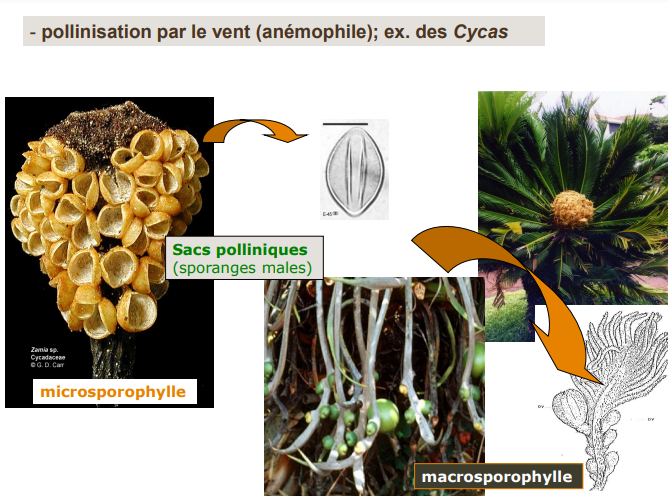 - pollinisation par le vent (anémophile); ex. des Cycas
Sacs polliniques
(sporanges males)
Zamia sp.
Cycadaceae
© G. D. Carr
microsporophylle
ov
ov
macrosporophylle